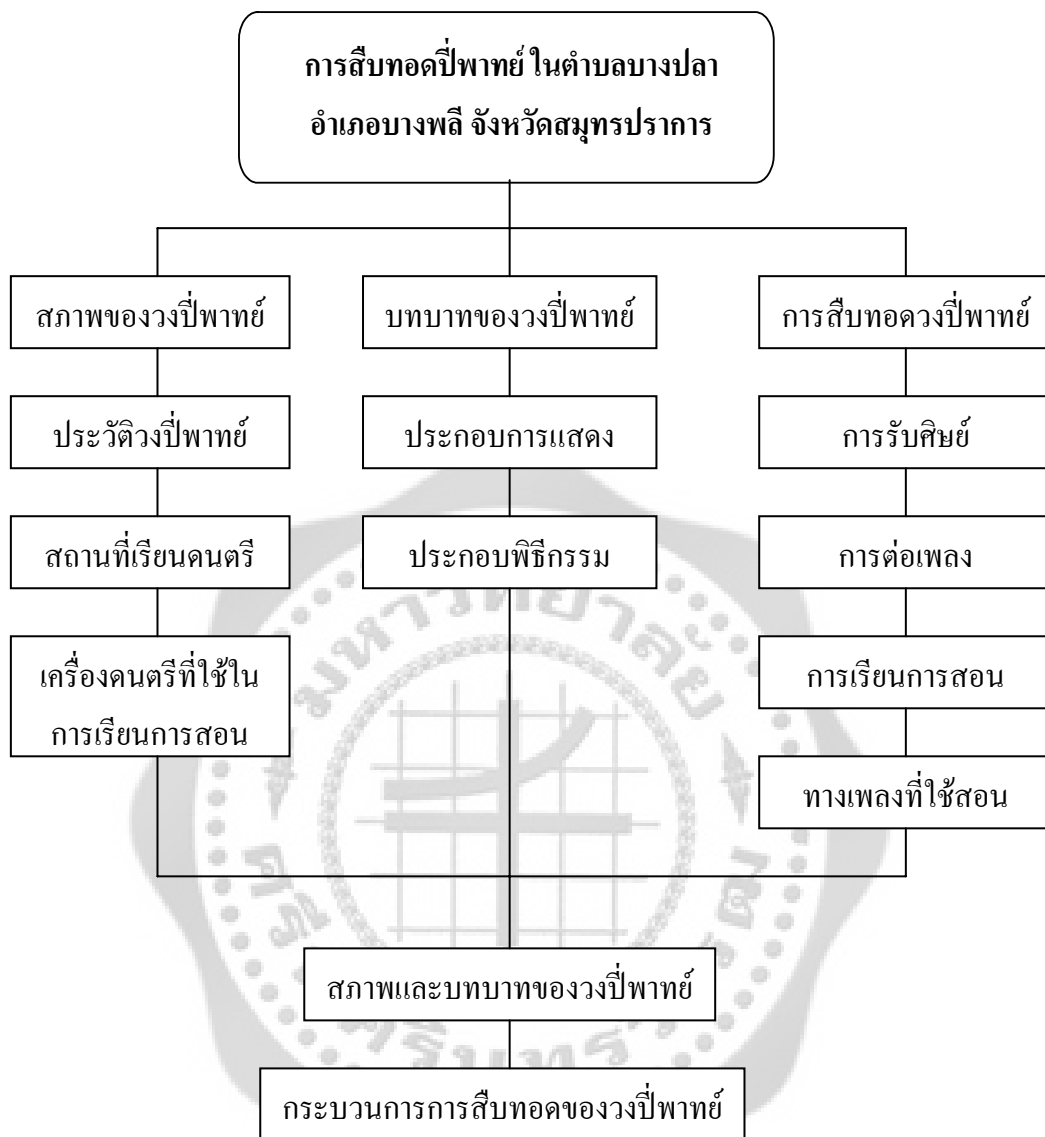 การสืบทอดปี่พาทย์ ในตำบลบางปลา
อำเภอบางพลี จังหวัดสมุทรปราการ
สภาพของวงปี่พาทย์
บทบาทของวงปี่พาทย์
การสืบทอดวงปี่พาทย์
ประวัติวงปี่พาทย์
ประกอบการแสดง
การรับศิษย์
สถานที่เรียนดนตรี
ประกอบพิธีกรรม
การต่อเพลง
เครื่องดนตรีที่ใช้ใน
การเรียนการสอน
การเรียนการสอน
ทางเพลงที่ใช้สอน
มหาวิทยาลัย
สภาพและบทบาทของวงปี่พาทย์
กระบวนการการสืบทอดของวงปี่พาทย์